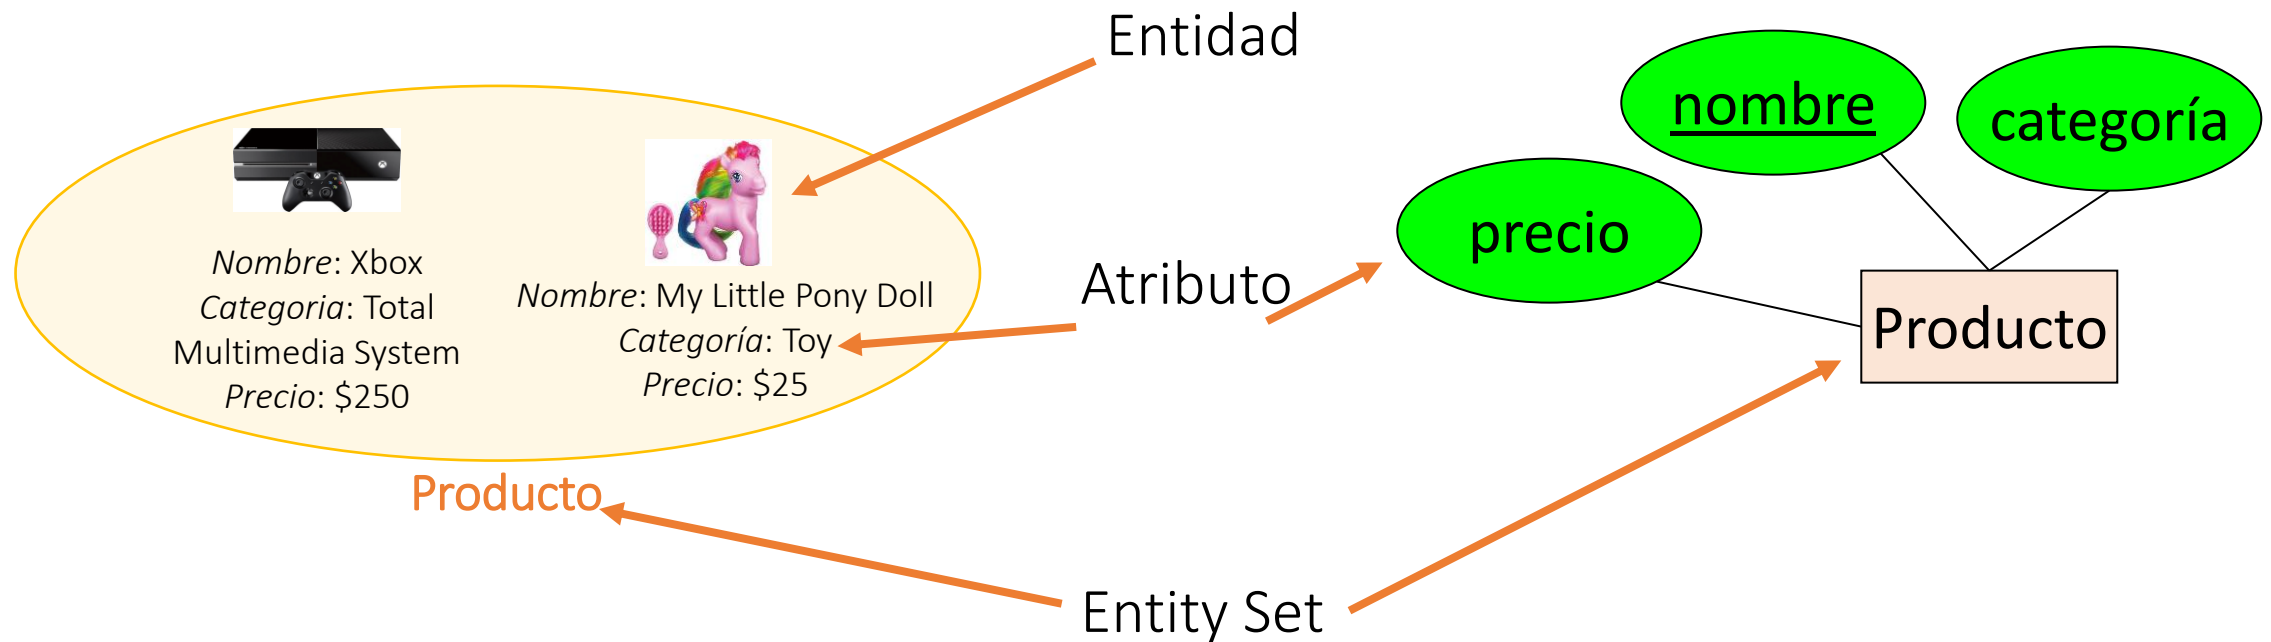 Entidad
nombre
categoría
precio
Nombre: Xbox
Categoria: Total
Multimedia System
Precio: $250
Nombre: My Little Pony Doll
Categoría: Toy
Precio: $25
Atributo
Producto
Producto
Entity Set